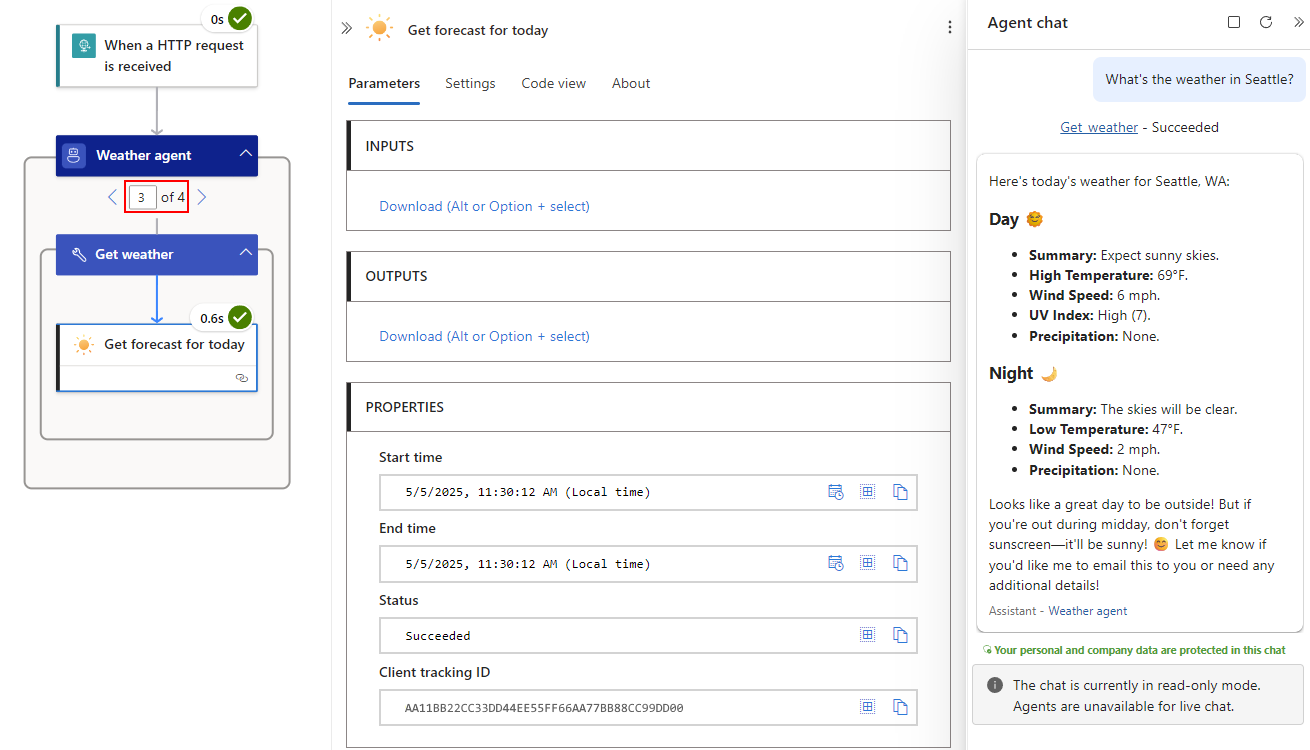 0s
When a HTTP request
is received
Weather agent
3 of 4
Get weather
0.6s
Get forecast for today
Get forecast for today
Parameters Settings Code view About
INPUTS
Download (Alt or Option + select)
OUTPUTS
Download (Alt or Option + select)
PROPERTIES
Start time
5/5/2025, 11:30:12 AM (Local time)
End time
5/5/2025, 11:30:12 AM (Local time)
Status
Succeeded
Client tracking ID
AA11BB22CC33DD44EE55FF66AA77BB88CC99DD00
Agent chat
What's the weather in Seattle?
Get weather - Succeeded
Here's today's weather for Seattle, WA:
Day 🌞
• Summary: Expect sunny skies.
• High Temperature: 69°F.
• Wind Speed: 6 mph.
• UV Index: High (7).
• Precipitation: None.
Night 🌙
• Summary: The skies will be clear.
• Low Temperature: 47°F.
• Wind Speed: 2 mph.
• Precipitation: None.
Looks like a great day to be outside! But if
you're out during midday, don't forget
sunscreen—it'll be sunny! 😊 Let me know if
you'd like me to email this to you or need any
additional details!
Assistant - Weather agent
Your personal and company data are protected in this chat
The chat is currently in read-only mode.
Agents are unavailable for live chat.